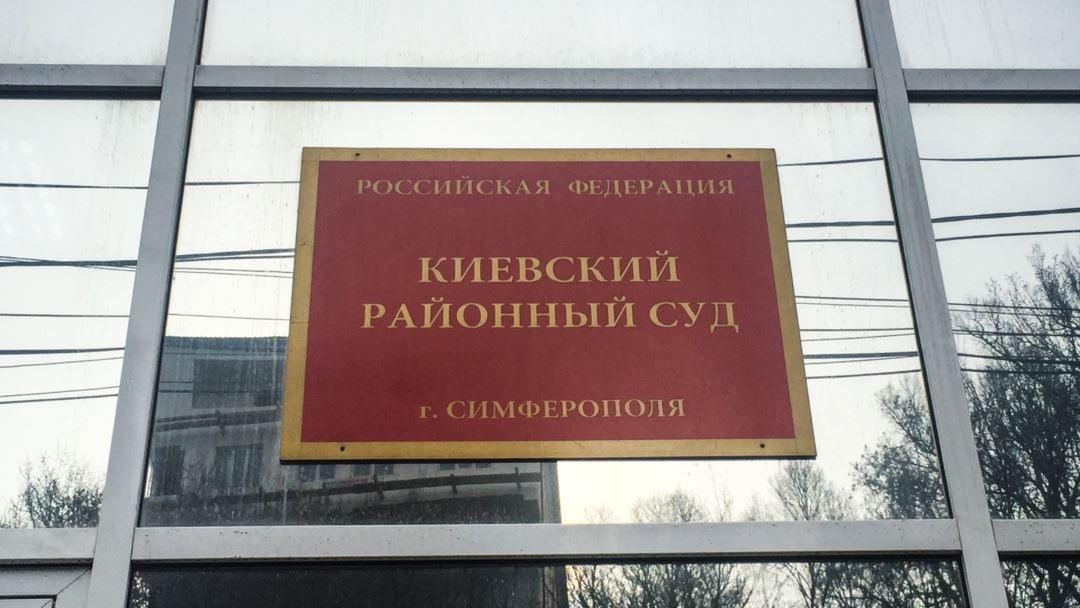 РОССИЙСКАЯ ФЕДЕРАЦИЯ
КИЕВСКИЙ
РАЙОННЫЙ СУД
г. СИМФЕРОПОЛЯ